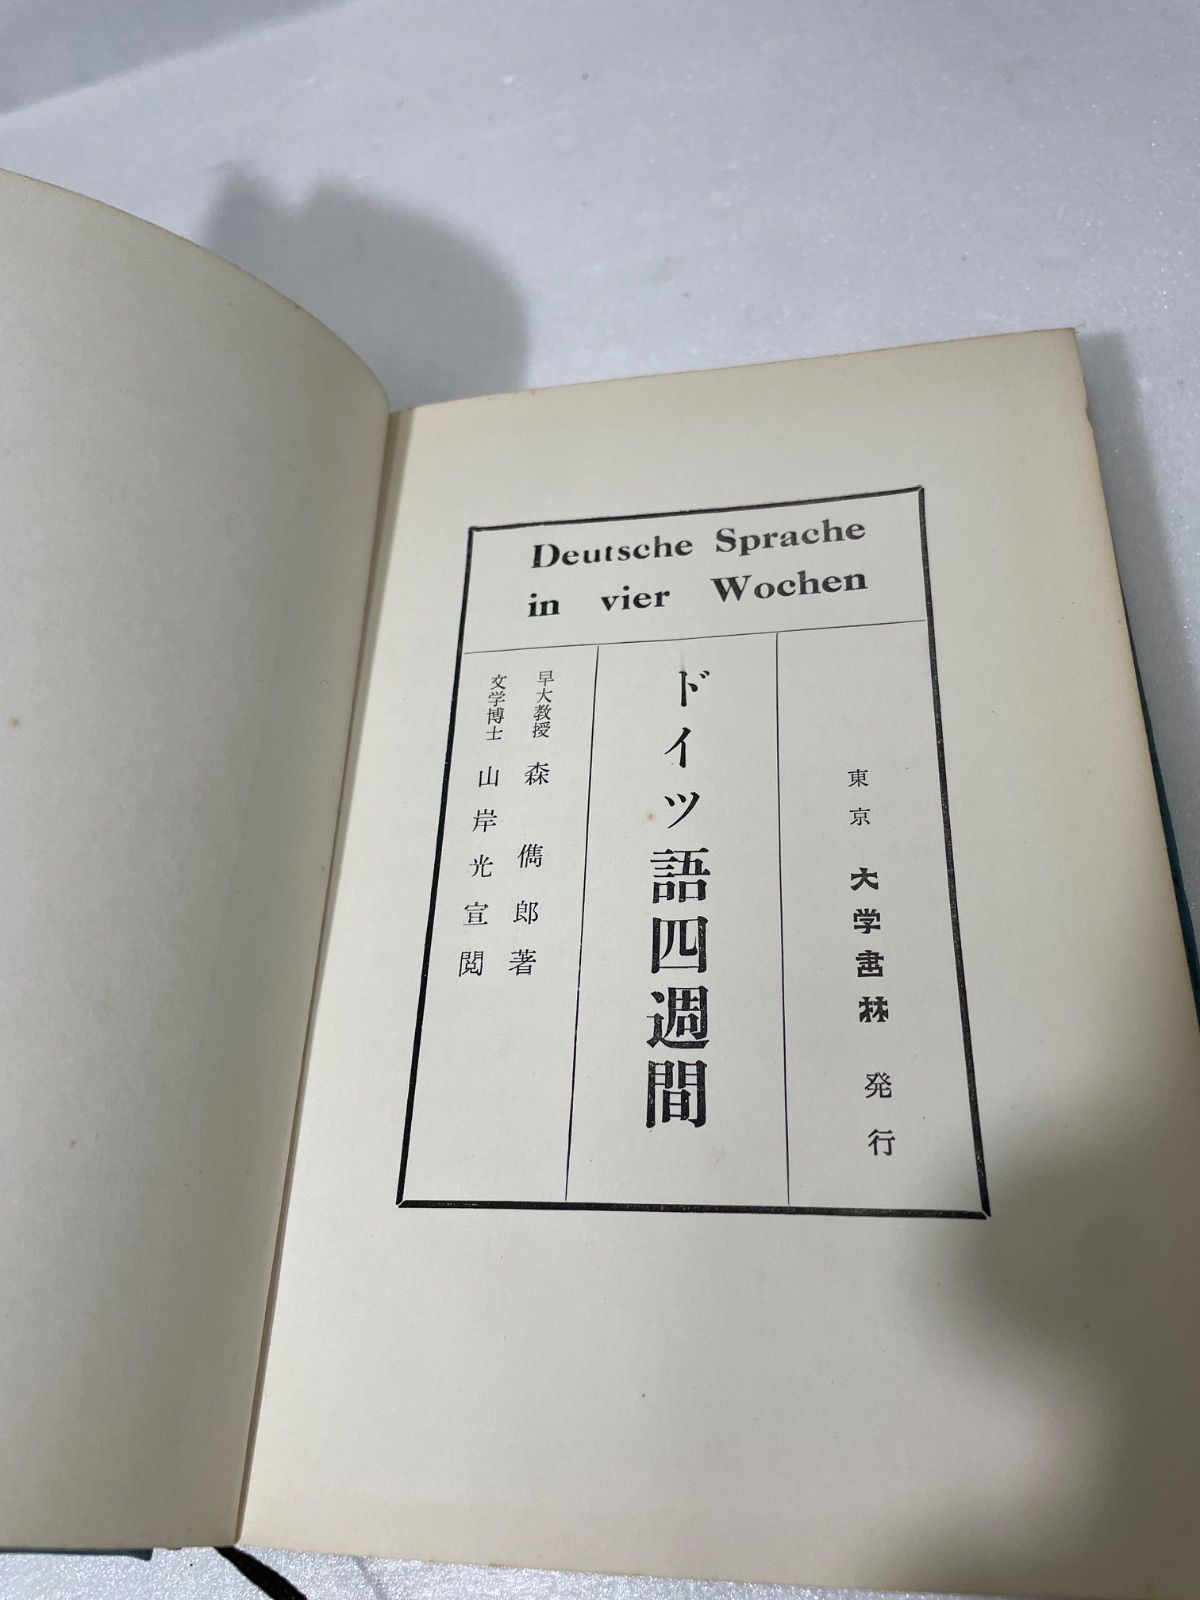 Deutsche Sprache
in vier Wochen
早大教授 森 儁郎 著
文学博士 山岸光宣 閲
ドイツ語四週間
東京 大学書林 発行